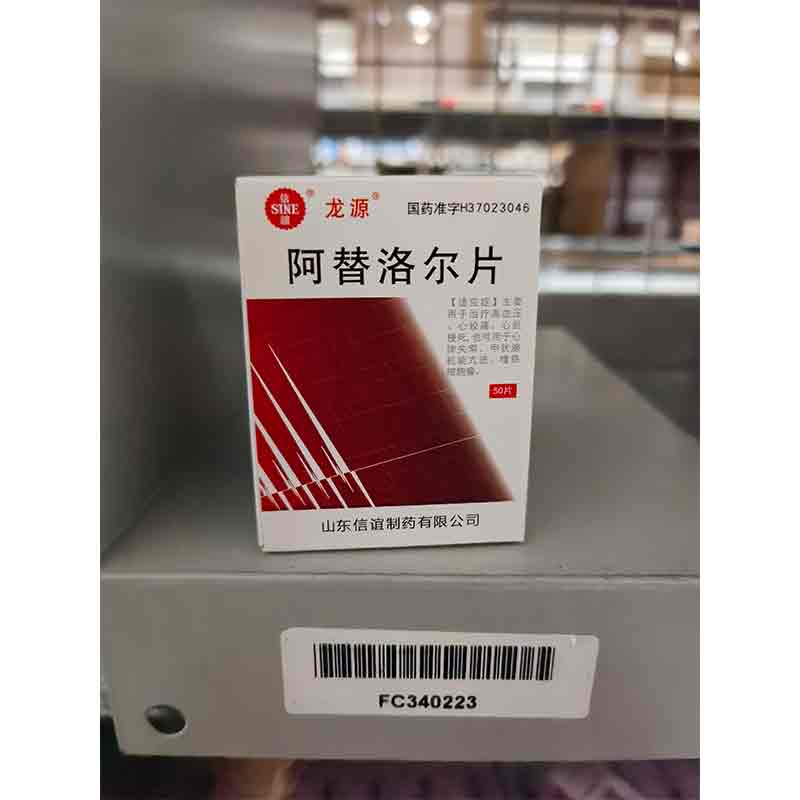 信 SINE 谊 ® 龙源® 国药准字H37023046
阿替洛尔片
【适应症】主要
用于治疗高血压
、心绞痛、心肌
梗死,也可用于心
律失常、甲状腺
机能亢进、嗜铬
细胞瘤。
50片
山东信谊制药有限公司
FC340223